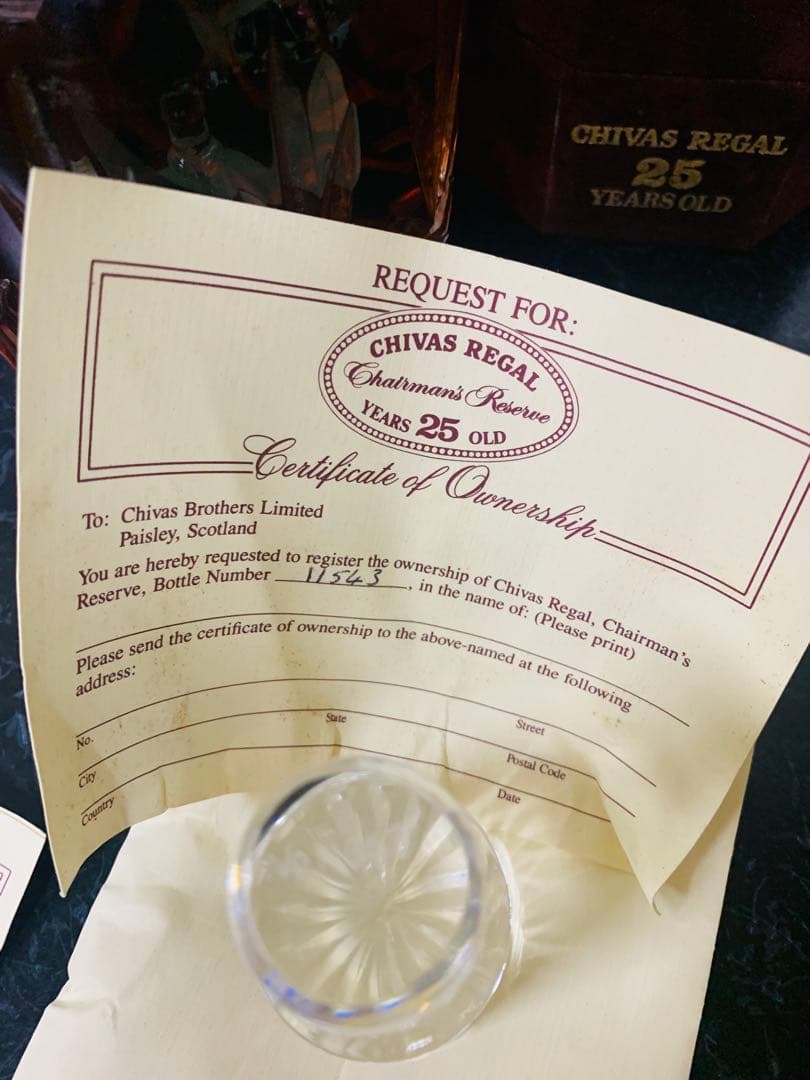 CHIVAS REGAL
25
YEARS OLD
REQUEST FOR:
CHIVAS REGAL
Chairman's Reserve
YEARS 25 OLD
Certificate of Ownership
To: Chivas Brothers Limited
Paisley, Scotland
You are hereby requested to register the ownership of Chivas Regal, Chairman's
Reserve, Bottle Number 11543, in the name of: (Please print)
Please send the certificate of ownership to the above-named at the following
address:
No. Street
City State Postal Code
Country Date